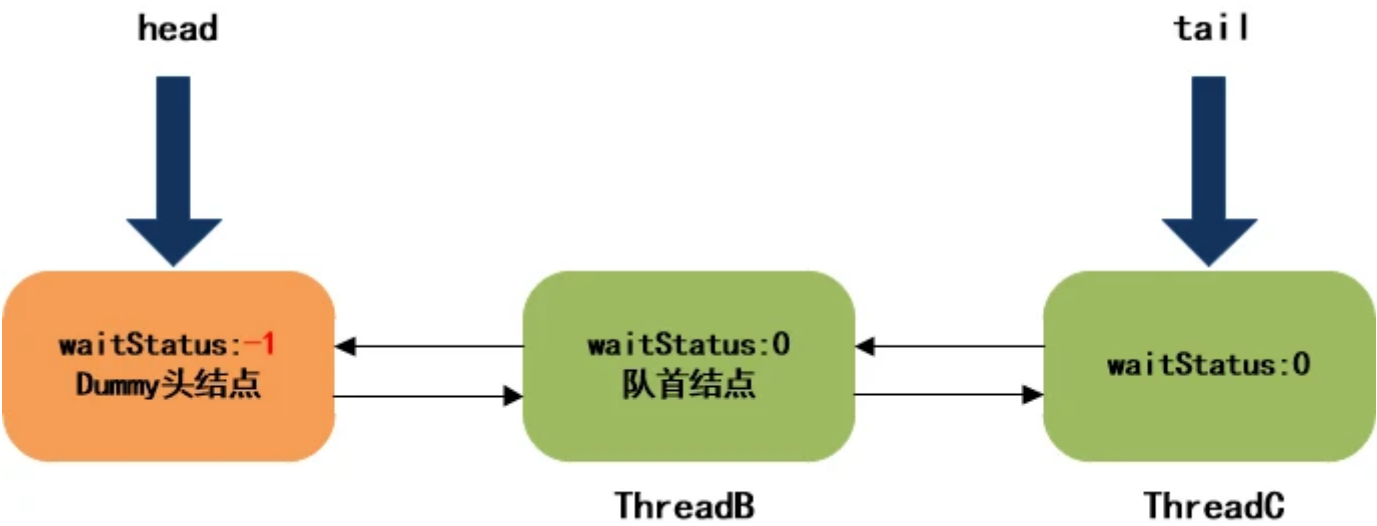 head
tail
waitStatus:-1
Dummy头结点
waitStatus:0
队首结点
waitStatus:0
ThreadB
ThreadC